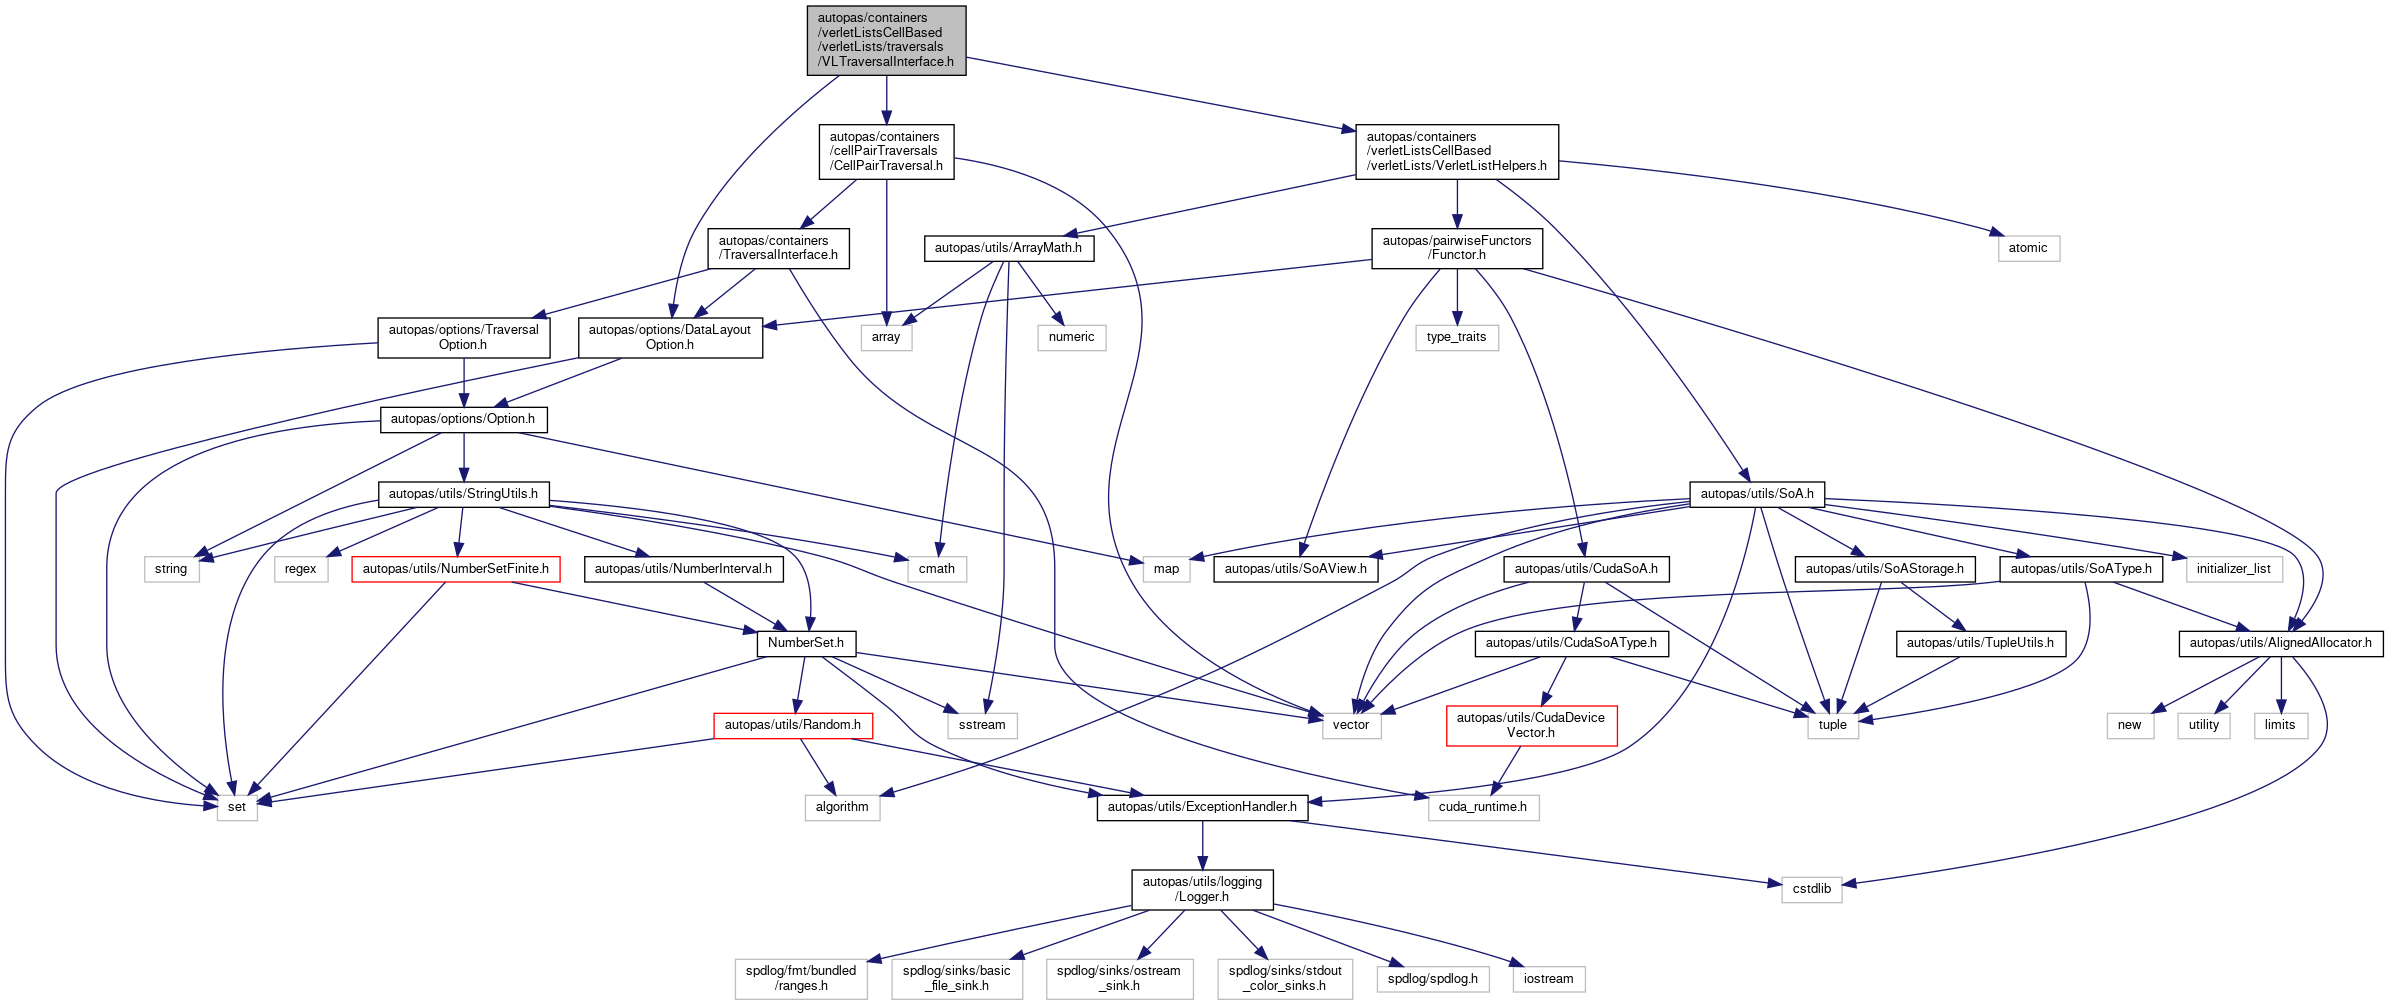 autopas/containers
/verletListsCellBased
/verletLists/traversals
/VLTraversalInterface.h
autopas/containers
/cellPairTraversals
/CellPairTraversal.h
autopas/containers
/verletListsCellBased
/verletLists/VerletListHelpers.h
autopas/containers
/TraversalInterface.h
autopas/utils/ArrayMath.h
autopas/pairwiseFunctors
/Functor.h
atomic
autopas/options/Traversal
Option.h
autopas/options/DataLayout
Option.h
array
numeric
type_traits
autopas/options/Option.h
autopas/utils/StringUtils.h
autopas/utils/SoA.h
string
regex
autopas/utils/NumberSetFinite.h
autopas/utils/NumberInterval.h
cmath
map
autopas/utils/SoAView.h
autopas/utils/CudaSoA.h
autopas/utils/SoAStorage.h
autopas/utils/SoAType.h
initializer_list
NumberSet.h
autopas/utils/CudaSoAType.h
autopas/utils/TupleUtils.h
autopas/utils/AlignedAllocator.h
autopas/utils/Random.h
sstream
vector
autopas/utils/CudaDevice
Vector.h
tuple
new
utility
limits
set
algorithm
autopas/utils/ExceptionHandler.h
cuda_runtime.h
autopas/utils/logging
/Logger.h
cstdlib
spdlog/fmt/bundled
/ranges.h
spdlog/sinks/basic
_file_sink.h
spdlog/sinks/ostream
_sink.h
spdlog/sinks/stdout
_color_sinks.h
spdlog/spdlog.h
iostream